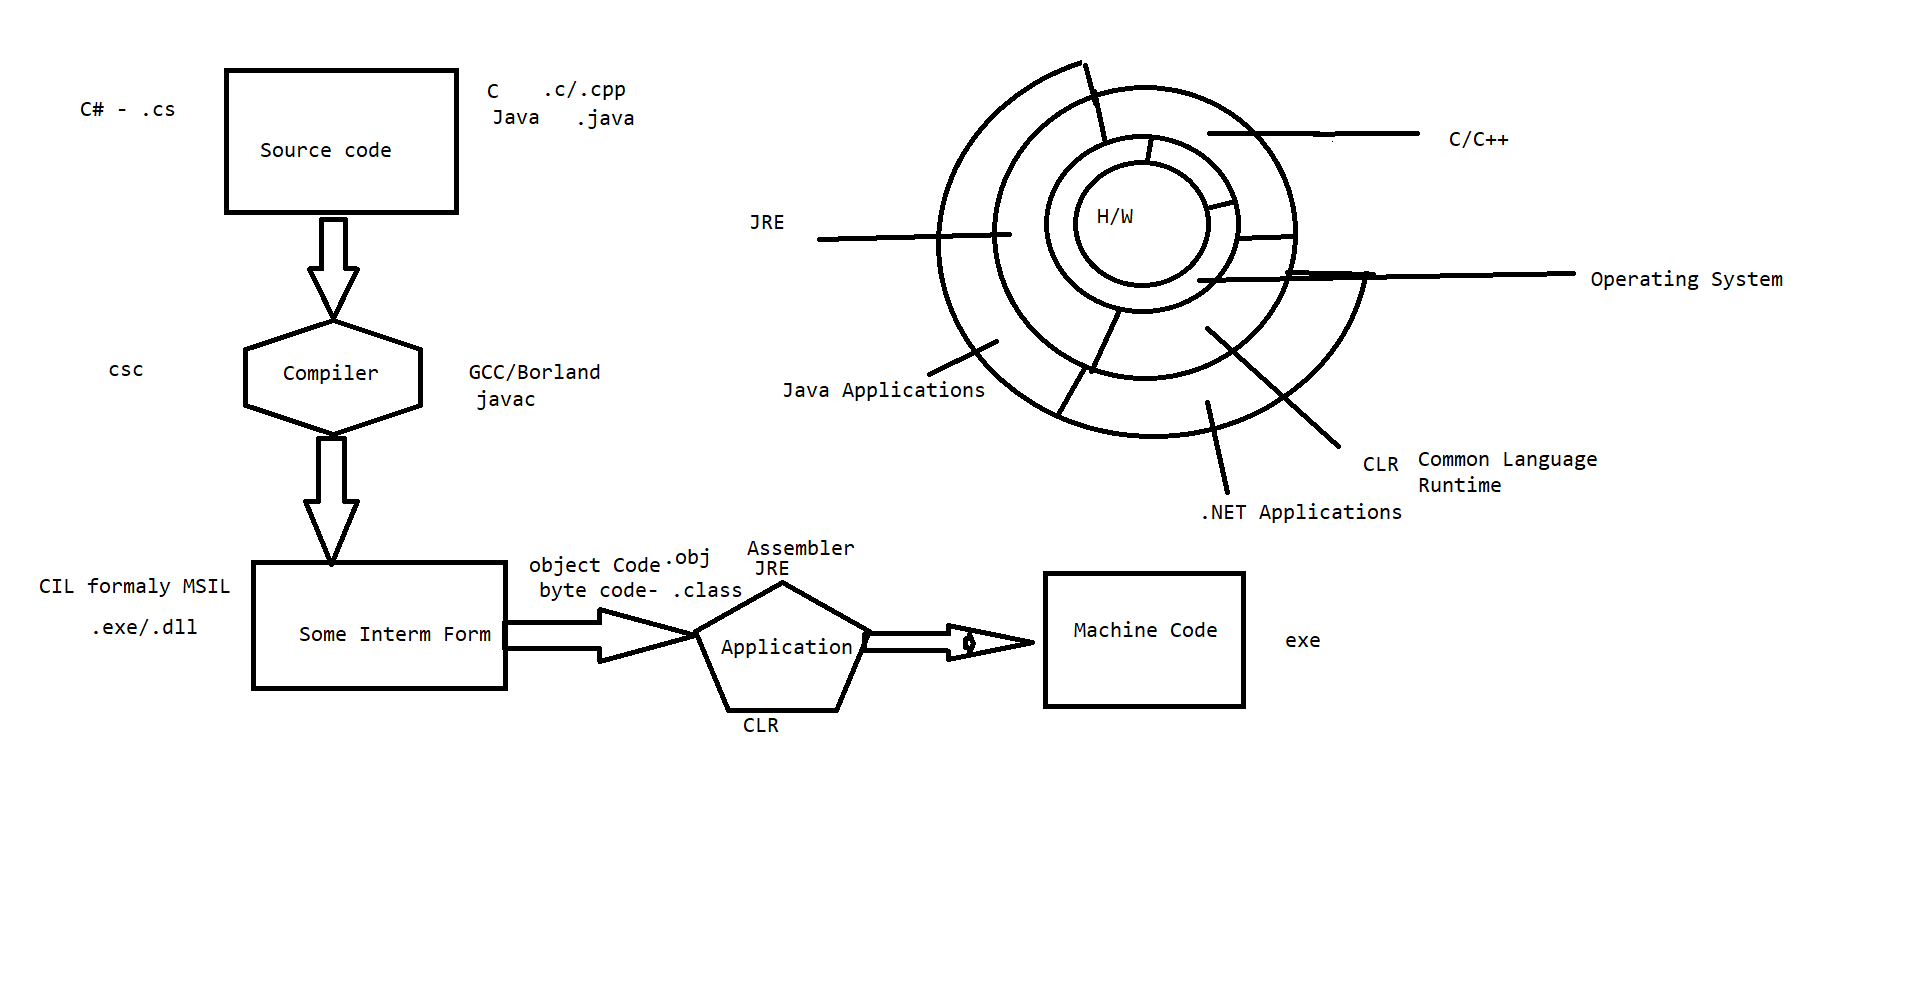 C# - .cs
Source code
C .c/.cpp
Java .java
csc
Compiler
GCC/Borland
javac
CIL formaly MSIL
.exe/.dll
Some Interm Form
object Code .obj
byte code- .class
Assembler
JRE
Application
CLR
Machine Code
exe
H/W
C/C++
JRE
Operating System
Java Applications
CLR Common Language
Runtime
.NET Applications